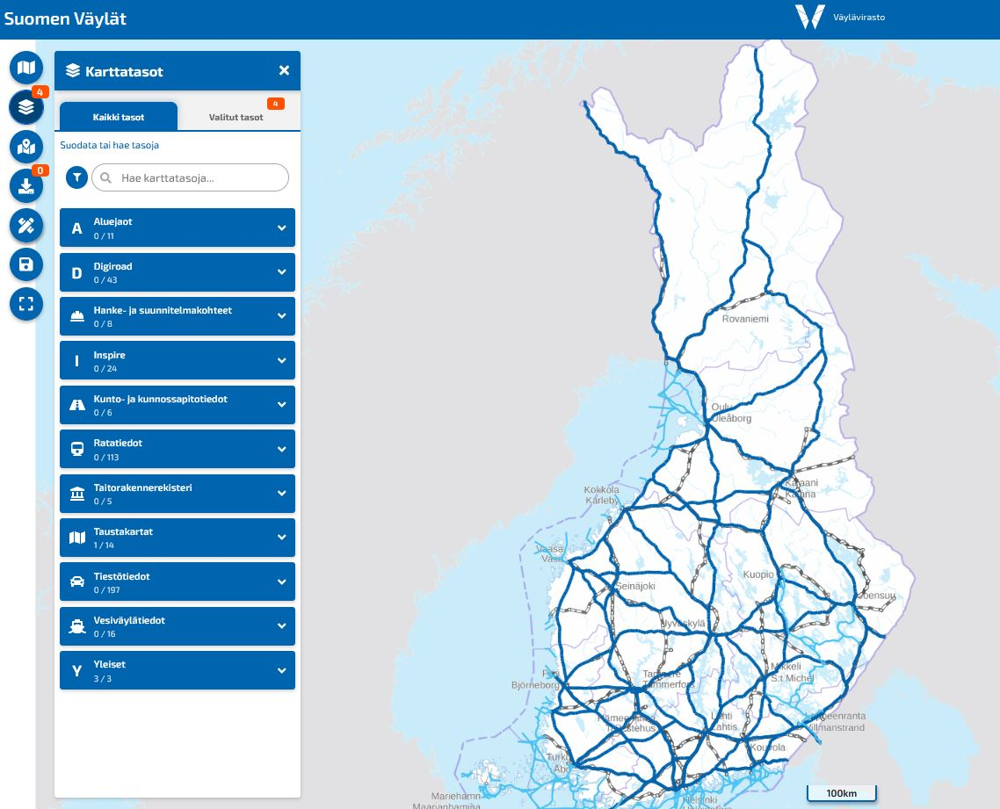 Suomen Väylät
Väylävirasto
4
0
Karttatasot
Kaikki tasot
Valitut tasot
4
Suodata tai hae tasoja
Hae karttatasoja...
A
Aluejaot
0 / 11
D
Digiroad
0 / 43
Hanke- ja suunnitelmakohteet
0 / 8
I
Inspire
0 / 24
Kunto- ja kunnossapitotiedot
0 / 6
Ratatiedot
0 / 113
Taitorakennerekisteri
0 / 5
Taustakartat
1 / 14
Tiestötiedot
0 / 197
Vesiväylätiedot
0 / 16
Y
Yleiset
3 / 3
Rovaniemi
Oulu
Uleåborg
Kajaani
Kajana
Kokkola
Karleby
Vaasa
Vasa
Seinäjoki
Kuopio
Joensuu
Jyväskylä
Mikkeli
S:t Michel
Tampere
Tammerfors
Pori
Björneborg
Hämeenlinna
Tavastehus
Lahti
Lahtis
Lappeenranta
Villmanstrand
Kouvola
Turku
Åbo
Helsinki
Mariehamn
Maarianhamina
100km